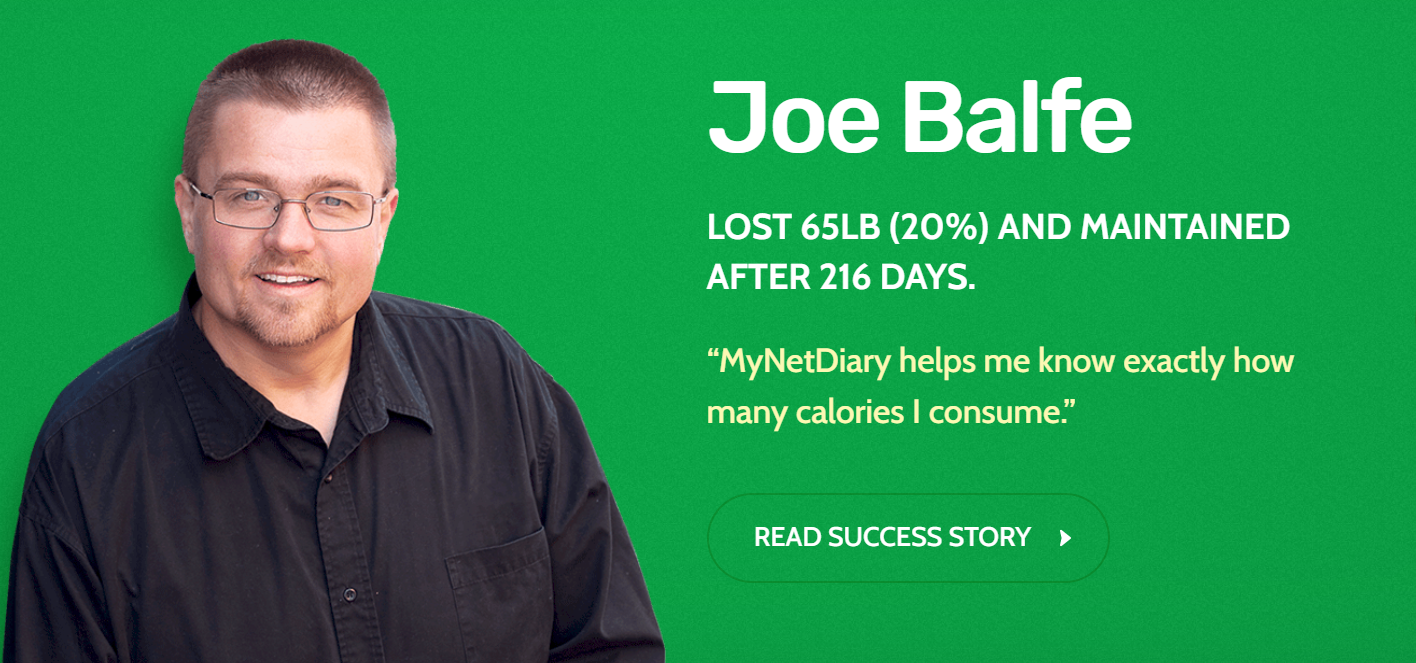 Joe Balfe
LOST 65LB (20%) AND MAINTAINED
AFTER 216 DAYS.
“MyNetDiary helps me know exactly how
many calories I consume.”
READ SUCCESS STORY